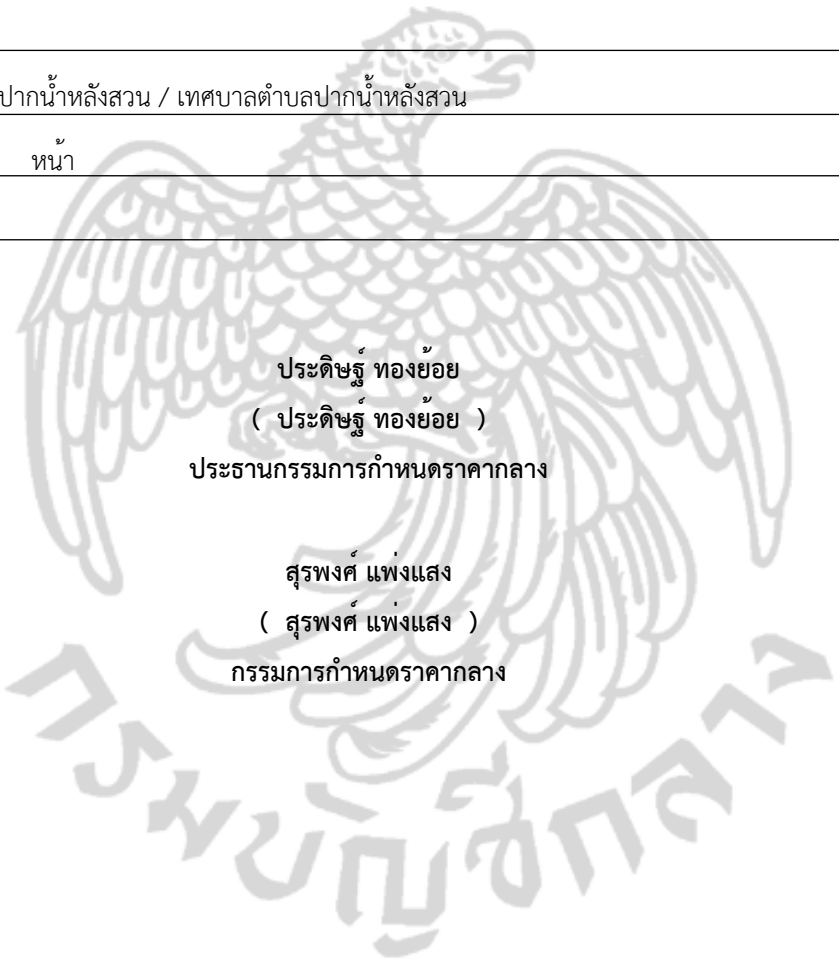 ปากน้ำหลังสวน / เทศบาลตำบลปากน้ำหลังสวน
หน้า
ประดิษฐ์ ทองย้อย
( ประดิษฐ์ ทองย้อย )
ประธานกรรมการกำหนดราคากลาง
สุรพงศ์ แพ่งแสง
( สุรพงศ์ แพ่งแสง )
กรรมการกำหนดราคากลาง
กรมบัญชีกลาง